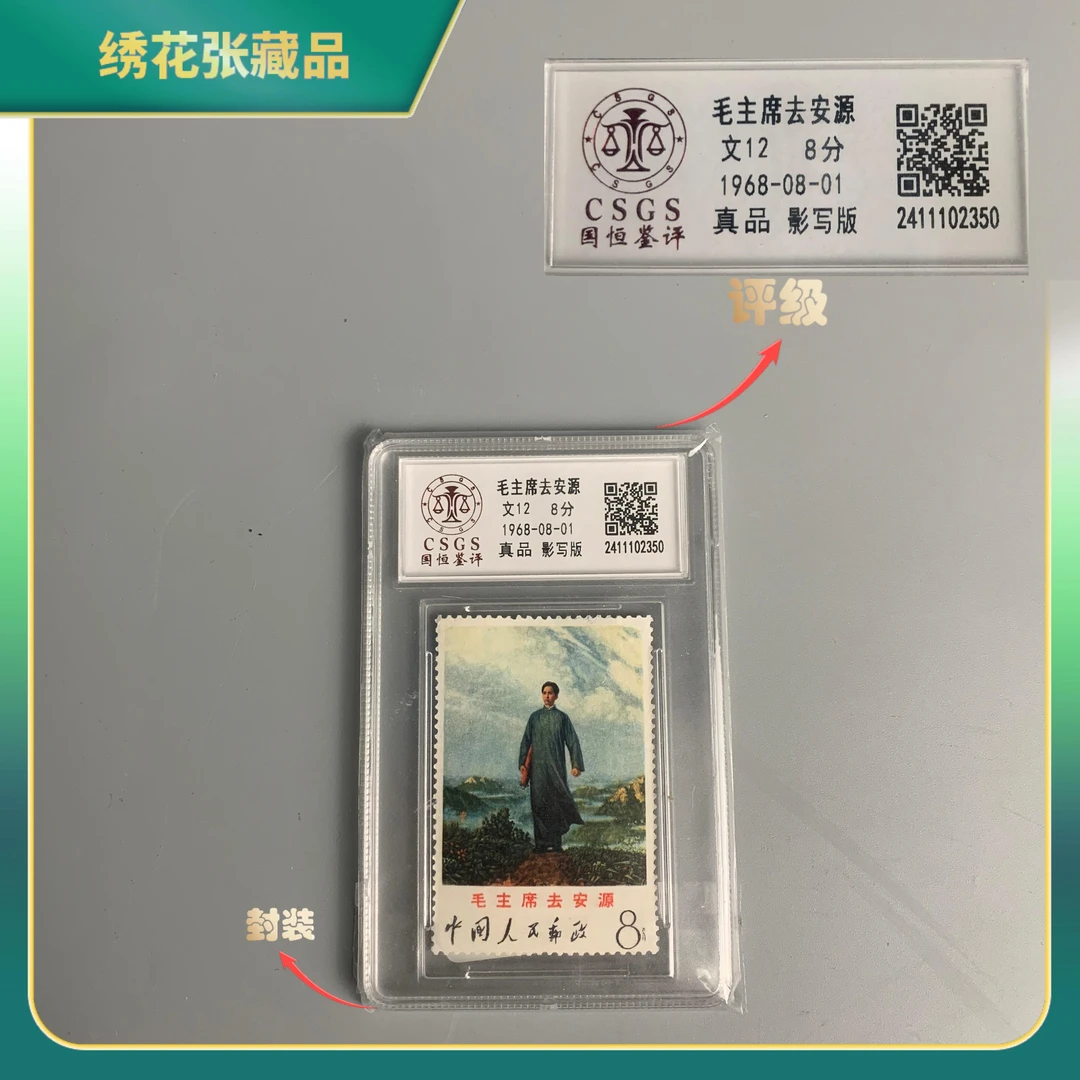 绣花张藏品
CSGS
CSGS
CSGS
国恒鉴评
毛主席去安源
文12 8分
1968-08-01
真品 影写版
2411102350
评级
CSGS
CSGS
CSGS
国恒鉴评
毛主席去安源
文12 8分
1968-08-01
真品 影写版
2411102350
毛主席去安源
中国人民邮政
8分
封装